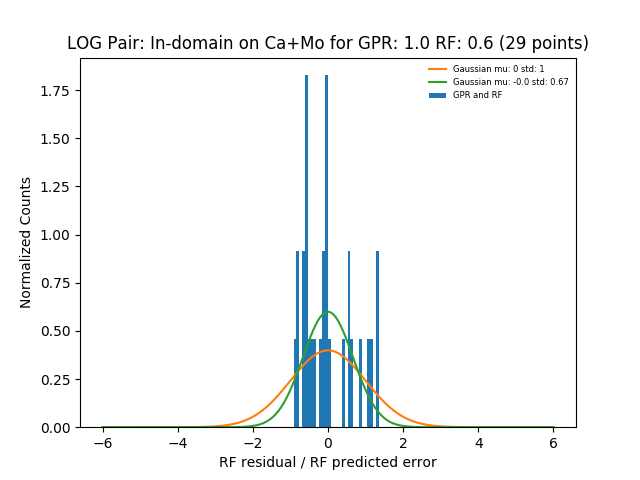 LOG Pair: In-domain on Ca+Mo for GPR: 1.0 RF: 0.6 (29 points)
Gaussian mu: 0 std: 1
Gaussian mu: -0.0 std: 0.67
GPR and RF
Normalized Counts
1.75
1.50
1.25
1.00
0.75
0.50
0.25
0.00
−6
−4
−2
0
2
4
6
RF residual / RF predicted error